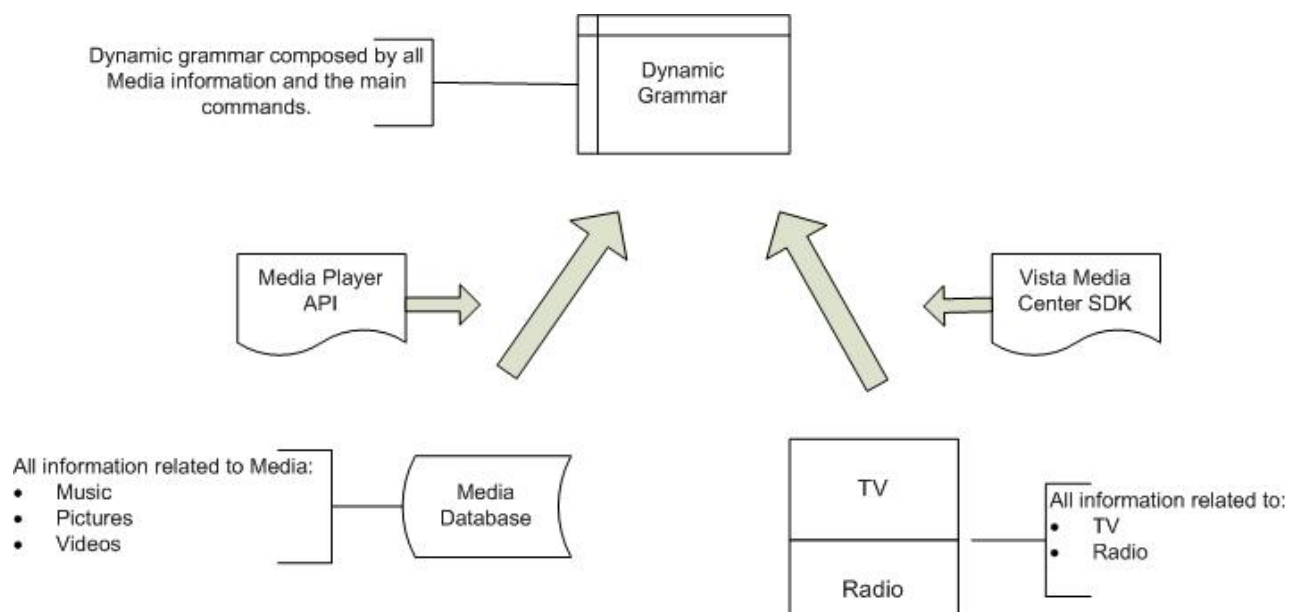 Dynamic grammar composed by all
Media information and the main
commands.
Dynamic
Grammar
Media Player
API
Vista Media
Center SDK
All information related to Media:
• Music
• Pictures
• Videos
Media
Database
TV
Radio
All information related to:
• TV
• Radio